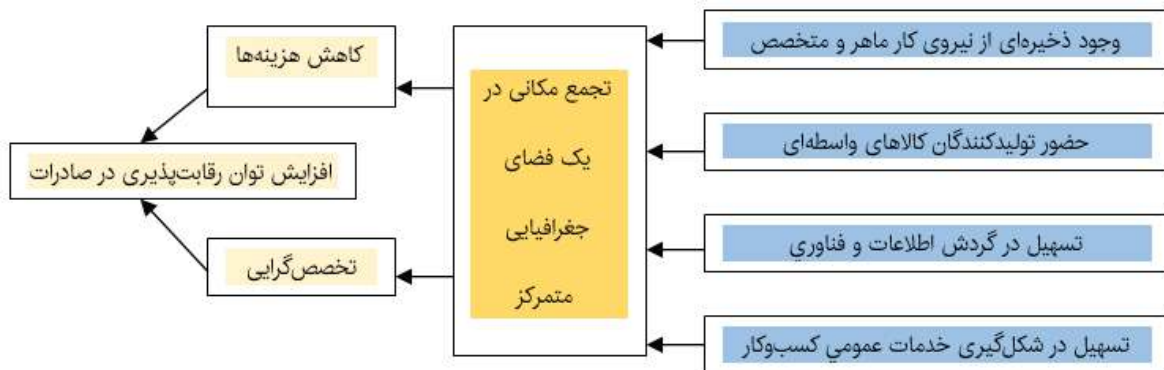 وجود ذخیره‌ای از نیروی کار ماهر و متخصص
حضور تولیدکنندگان کالاهای واسطه‌ای
تسهیل در گردش اطلاعات و فناوري
تسهیل در شکل‌گیری خدمات عمومي کسب‌وکار
تجمع مکانی در
یک فضای
جغرافیایی
متمرکز
کاهش هزینه‌ها
تخصص‌گرایی
افزایش توان رقابت‌پذیری در صادرات